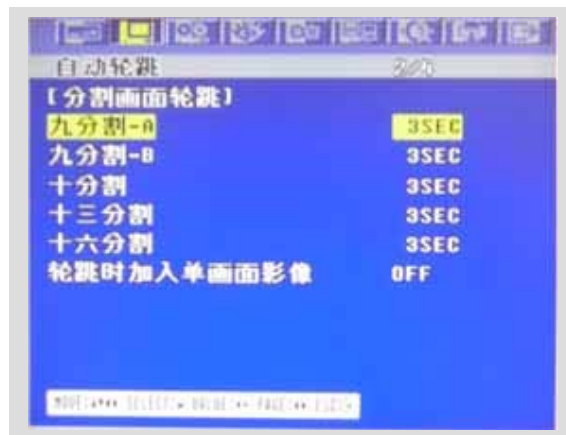 自动轮跳
[分割画面轮跳]
九分割-A 3SEC
九分割-B 3SEC
十分割 3SEC
十三分割 3SEC
十六分割 3SEC
轮跳时加入单画面影像 OFF